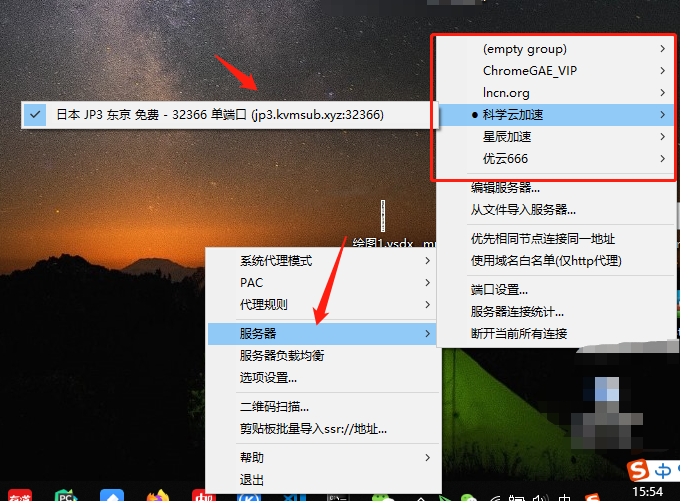 (empty group)
ChromeGAE_VIP
lncn.org
科学云加速
星辰加速
优云666
日本 JP3 东京 免费 - 32366 单端口 (jp3.kvmsub.xyz:32366)
编辑服务器...
从文件导入服务器...
优先相同节点连接同一地址
使用域名白名单(仅http代理)
端口设置...
服务器连接统计...
断开当前所有连接
绘图1.vsdx
系统代理模式
PAC
代理规则
服务器
服务器负载均衡
选项设置...
二维码扫描...
剪贴板批量导入ssr://地址...
帮助
退出
中
15:54